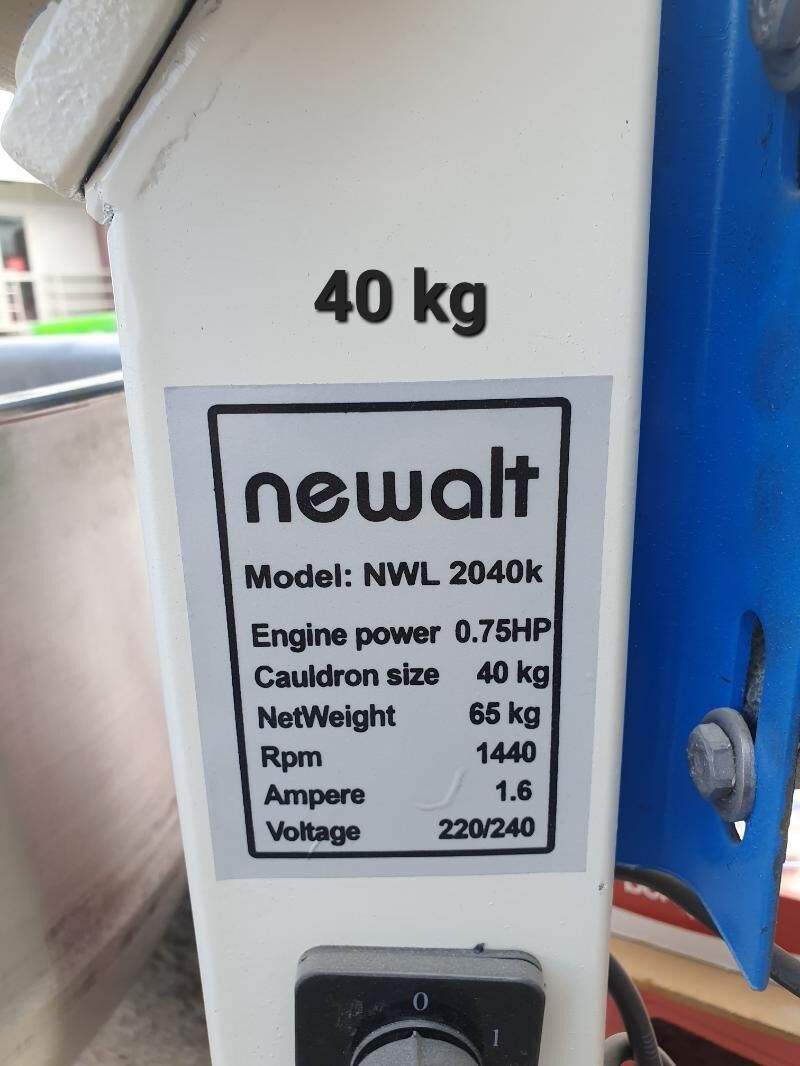 40 kg
newalt
Model: NWL 2040k
Engine power 0.75HP
Cauldron size 40 kg
NetWeight 65 kg
Rpm 1440
Ampere 1.6
Voltage 220/240
0
1